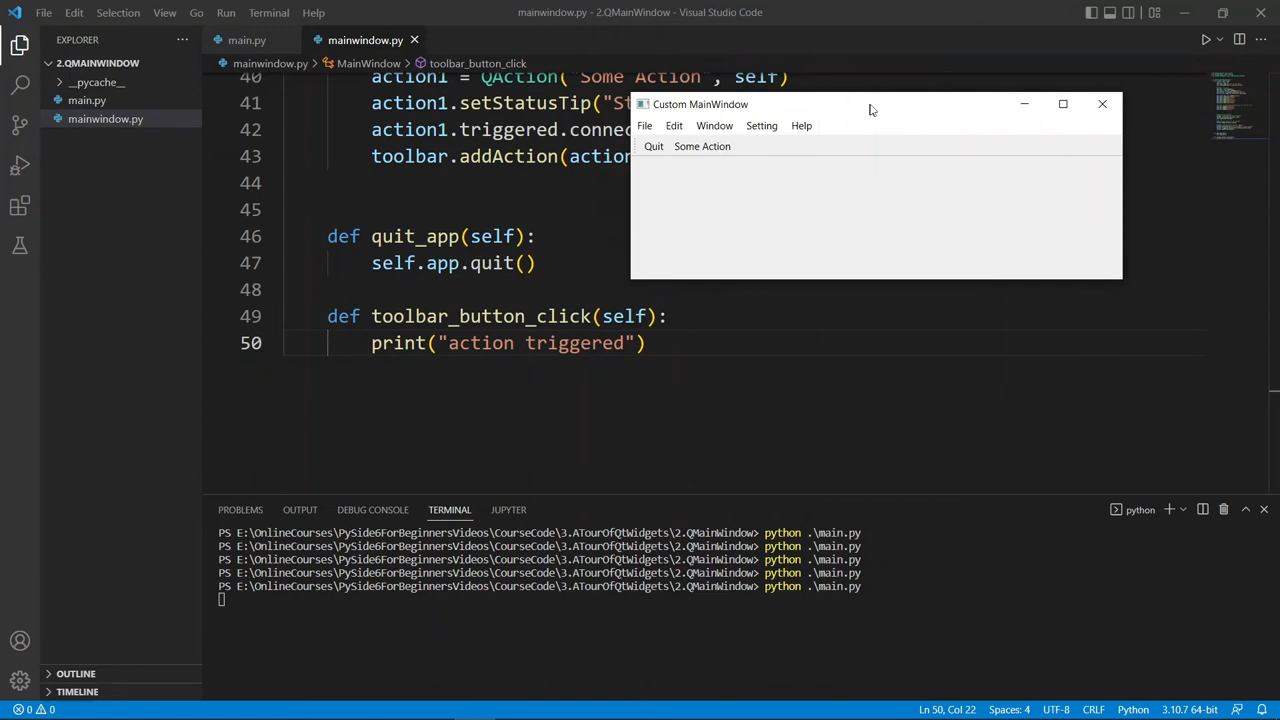 File Edit Selection View Go Run Terminal Help
mainwindow.py - 2.QMainWindow - Visual Studio Code
EXPLORER
2.QMAINWINDOW
__pycache__
main.py
mainwindow.py
OUTLINE
TIMELINE
main.py mainwindow.py
mainwindow.py > MainWindow > toolbar_button_click
40 action1 = QAction("Some Action", self)
41 action1.setStatusTip("St
42 action1.triggered.connec
43 toolbar.addAction(action
44
45
46 def quit_app(self):
47 self.app.quit()
48
49 def toolbar_button_click(self):
50 print("action triggered")
Custom MainWindow
File Edit Window Setting Help
Quit Some Action
PROBLEMS OUTPUT DEBUG CONSOLE TERMINAL JUPYTER
python
PS E:\OnlineCourses\PySide6ForBeginnersVideos\CourseCode\3.ATourOfQtWidgets\2.QMainWindow> python .\main.py
PS E:\OnlineCourses\PySide6ForBeginnersVideos\CourseCode\3.ATourOfQtWidgets\2.QMainWindow> python .\main.py
PS E:\OnlineCourses\PySide6ForBeginnersVideos\CourseCode\3.ATourOfQtWidgets\2.QMainWindow> python .\main.py
PS E:\OnlineCourses\PySide6ForBeginnersVideos\CourseCode\3.ATourOfQtWidgets\2.QMainWindow> python .\main.py
PS E:\OnlineCourses\PySide6ForBeginnersVideos\CourseCode\3.ATourOfQtWidgets\2.QMainWindow> python .\main.py
0 0 Ln 50, Col 22 Spaces: 4 UTF-8 CRLF Python 3.10.7 64-bit